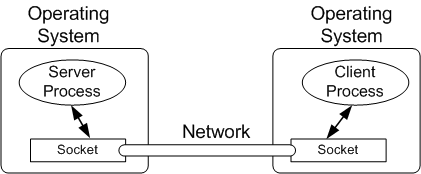 Operating
System
Server
Process
Socket
Network
Operating
System
Client
Process
Socket